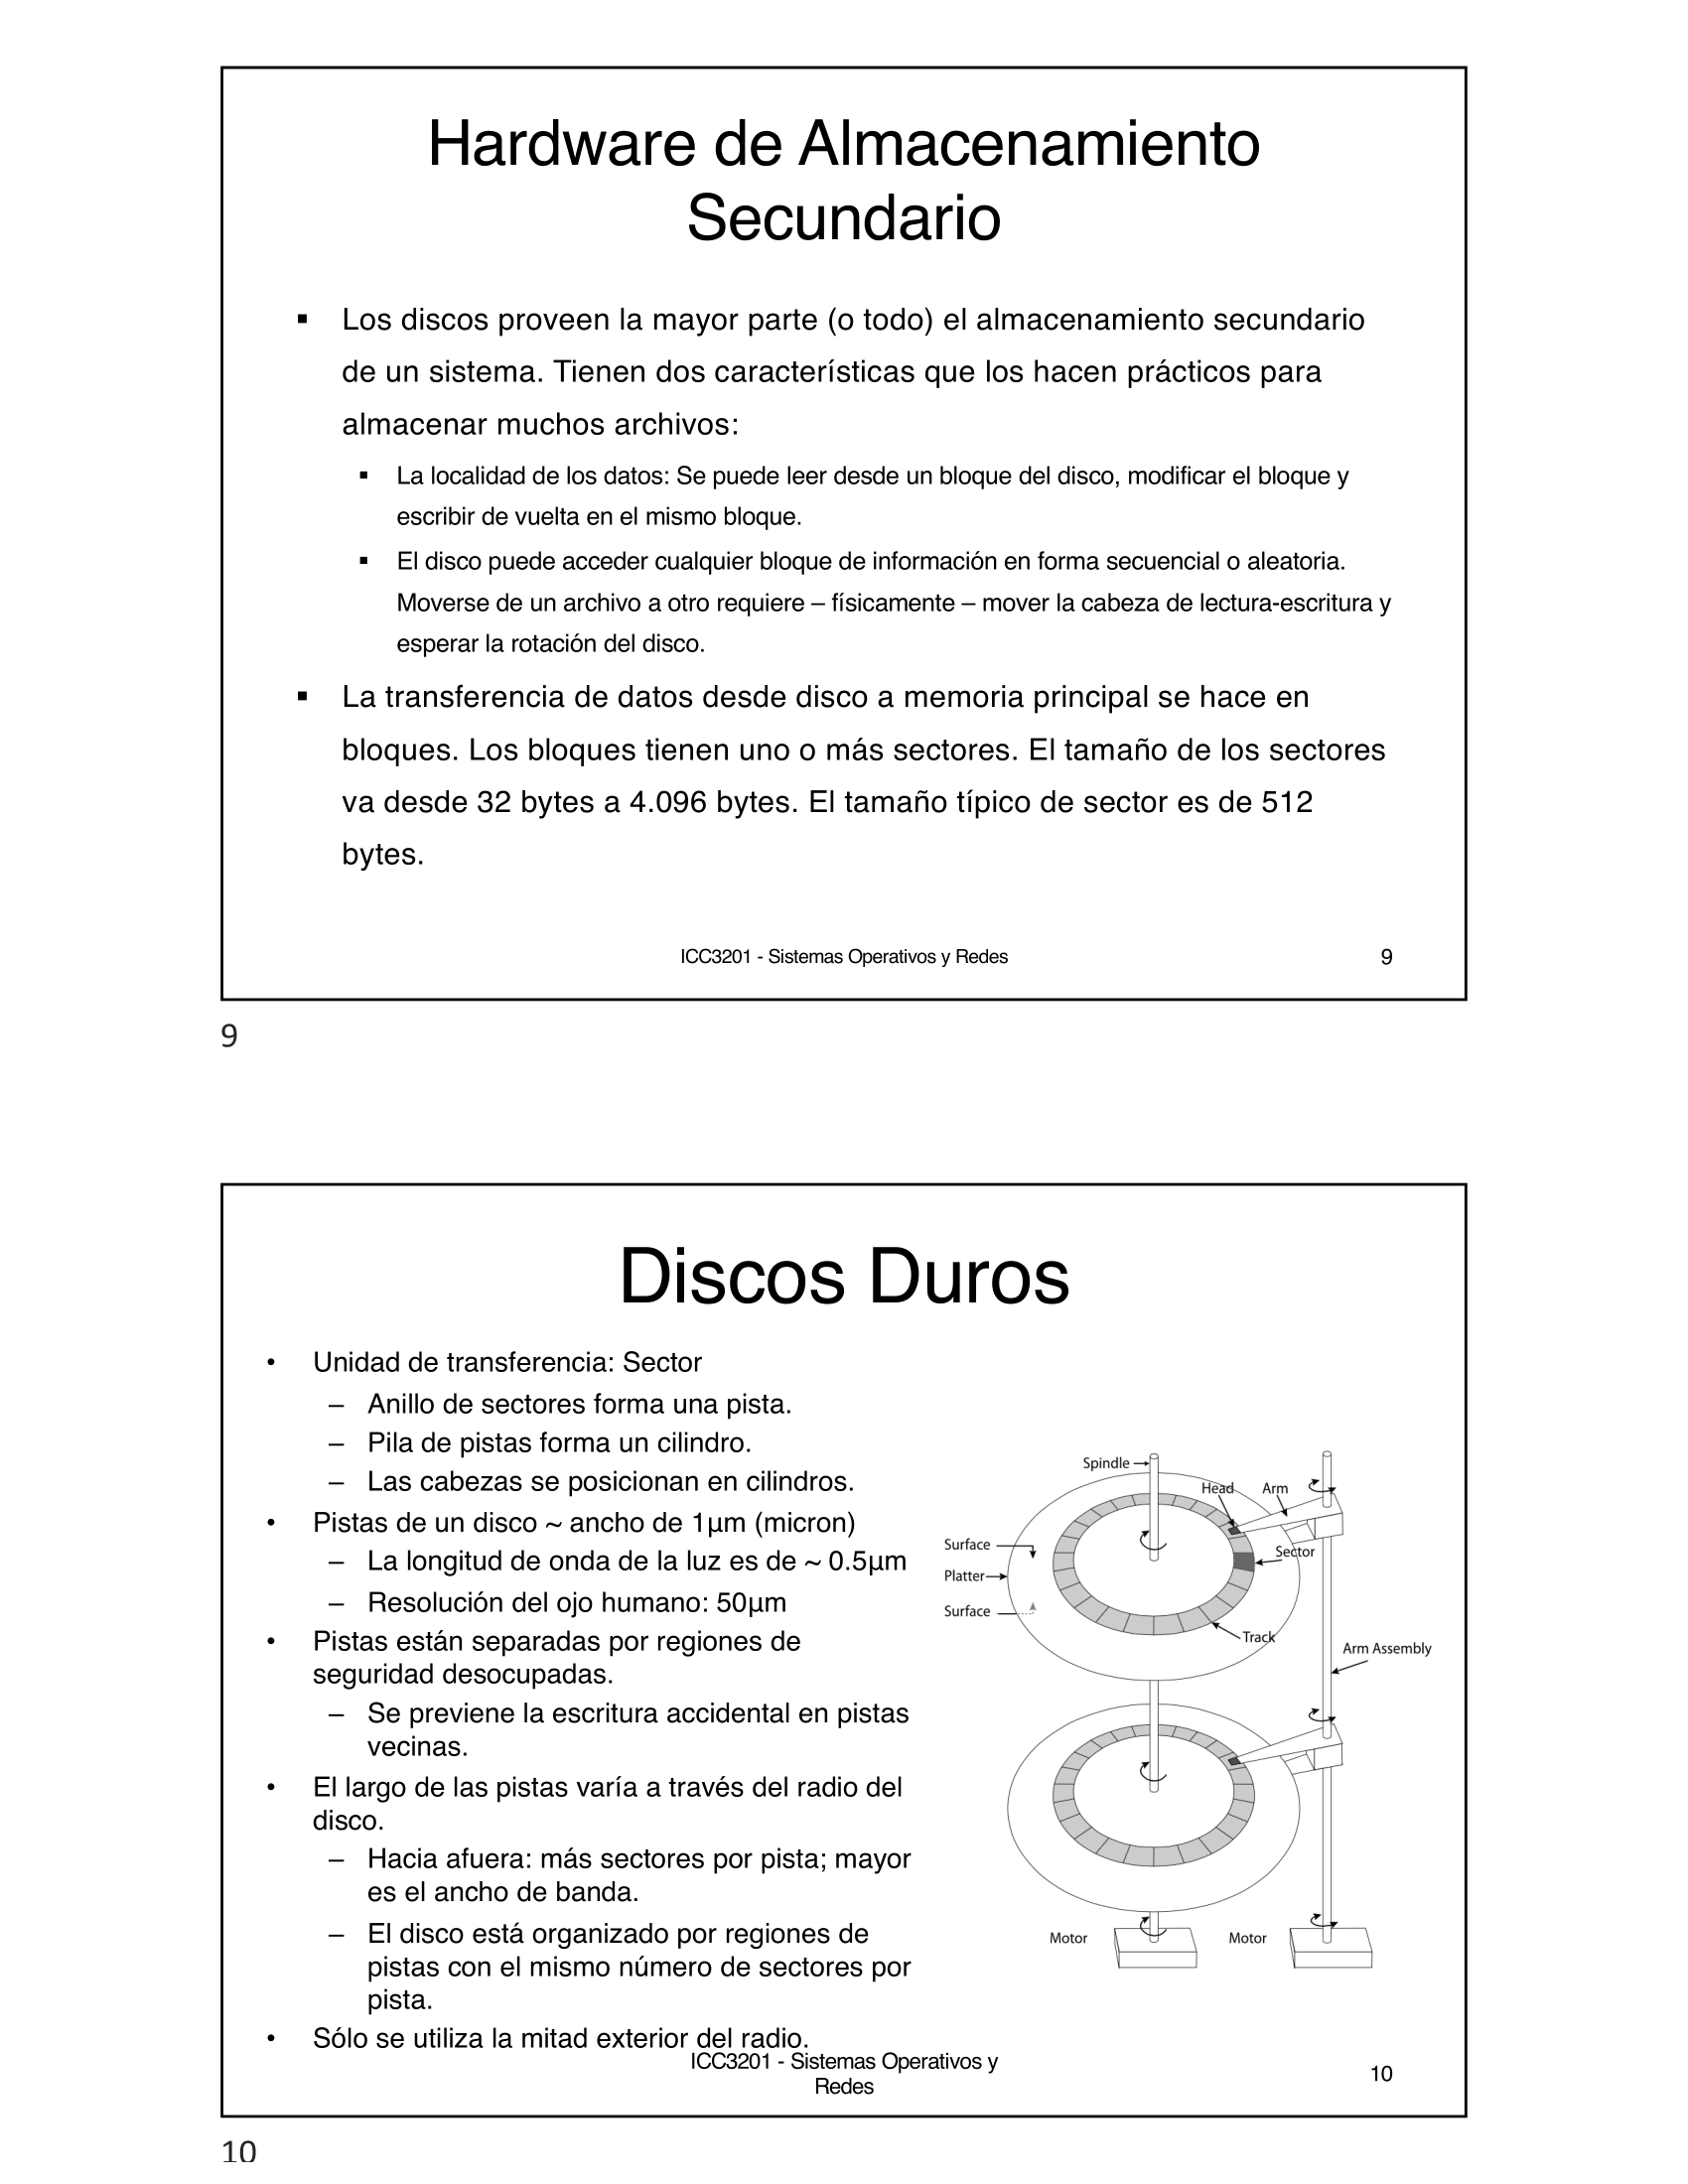 Hardware de Almacenamiento
Secundario
▪ Los discos proveen la mayor parte (o todo) el almacenamiento secundario
de un sistema. Tienen dos características que los hacen prácticos para
almacenar muchos archivos:
▪ La localidad de los datos: Se puede leer desde un bloque del disco, modificar el bloque y
escribir de vuelta en el mismo bloque.
▪ El disco puede acceder cualquier bloque de información en forma secuencial o aleatoria.
Moverse de un archivo a otro requiere – físicamente – mover la cabeza de lectura-escritura y
esperar la rotación del disco.
▪ La transferencia de datos desde disco a memoria principal se hace en
bloques. Los bloques tienen uno o más sectores. El tamaño de los sectores
va desde 32 bytes a 4.096 bytes. El tamaño típico de sector es de 512
bytes.
ICC3201 - Sistemas Operativos y Redes
9
9
Discos Duros
• Unidad de transferencia: Sector
– Anillo de sectores forma una pista.
– Pila de pistas forma un cilindro.
– Las cabezas se posicionan en cilindros.
• Pistas de un disco ~ ancho de 1µm (micron)
– La longitud de onda de la luz es de ~ 0.5µm
– Resolución del ojo humano: 50µm
• Pistas están separadas por regiones de
seguridad desocupadas.
– Se previene la escritura accidental en pistas
vecinas.
• El largo de las pistas varía a través del radio del
disco.
– Hacia afuera: más sectores por pista; mayor
es el ancho de banda.
– El disco está organizado por regiones de
pistas con el mismo número de sectores por
pista.
• Sólo se utiliza la mitad exterior del radio.
Spindle
Head
Arm
Surface
Sector
Platter
Surface
Track
Arm Assembly
Motor
Motor
ICC3201 - Sistemas Operativos y
Redes
10
10